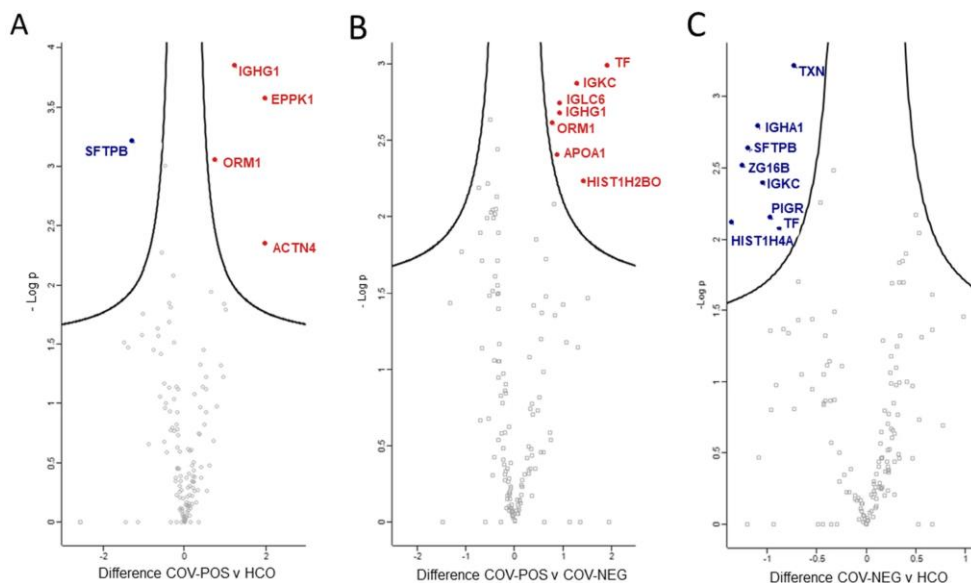 A
4
3.5
3
2.5
2
1.5
1
0.5
0
- Log p
-2
0
2
IGHG1
EPPK1
SFTPB
ORM1
ACTN4
Difference COV-POS v HCO
B
3
2.5
2
1.5
1
0.5
0
- Log p
-2
-1
0
1
2
TF
IGKC
IGLC6
IGHG1
ORM1
APOA1
HIST1H2BO
Difference COV-POS v COV-NEG
C
3
2.5
2
1.5
1
0.5
0
-Log p
-1
-0.5
0
0.5
TXN
IGHA1
SFTPB
ZG16B
IGKC
PIGR
TF
HIST1H4A
Difference COV-NEG v HCO